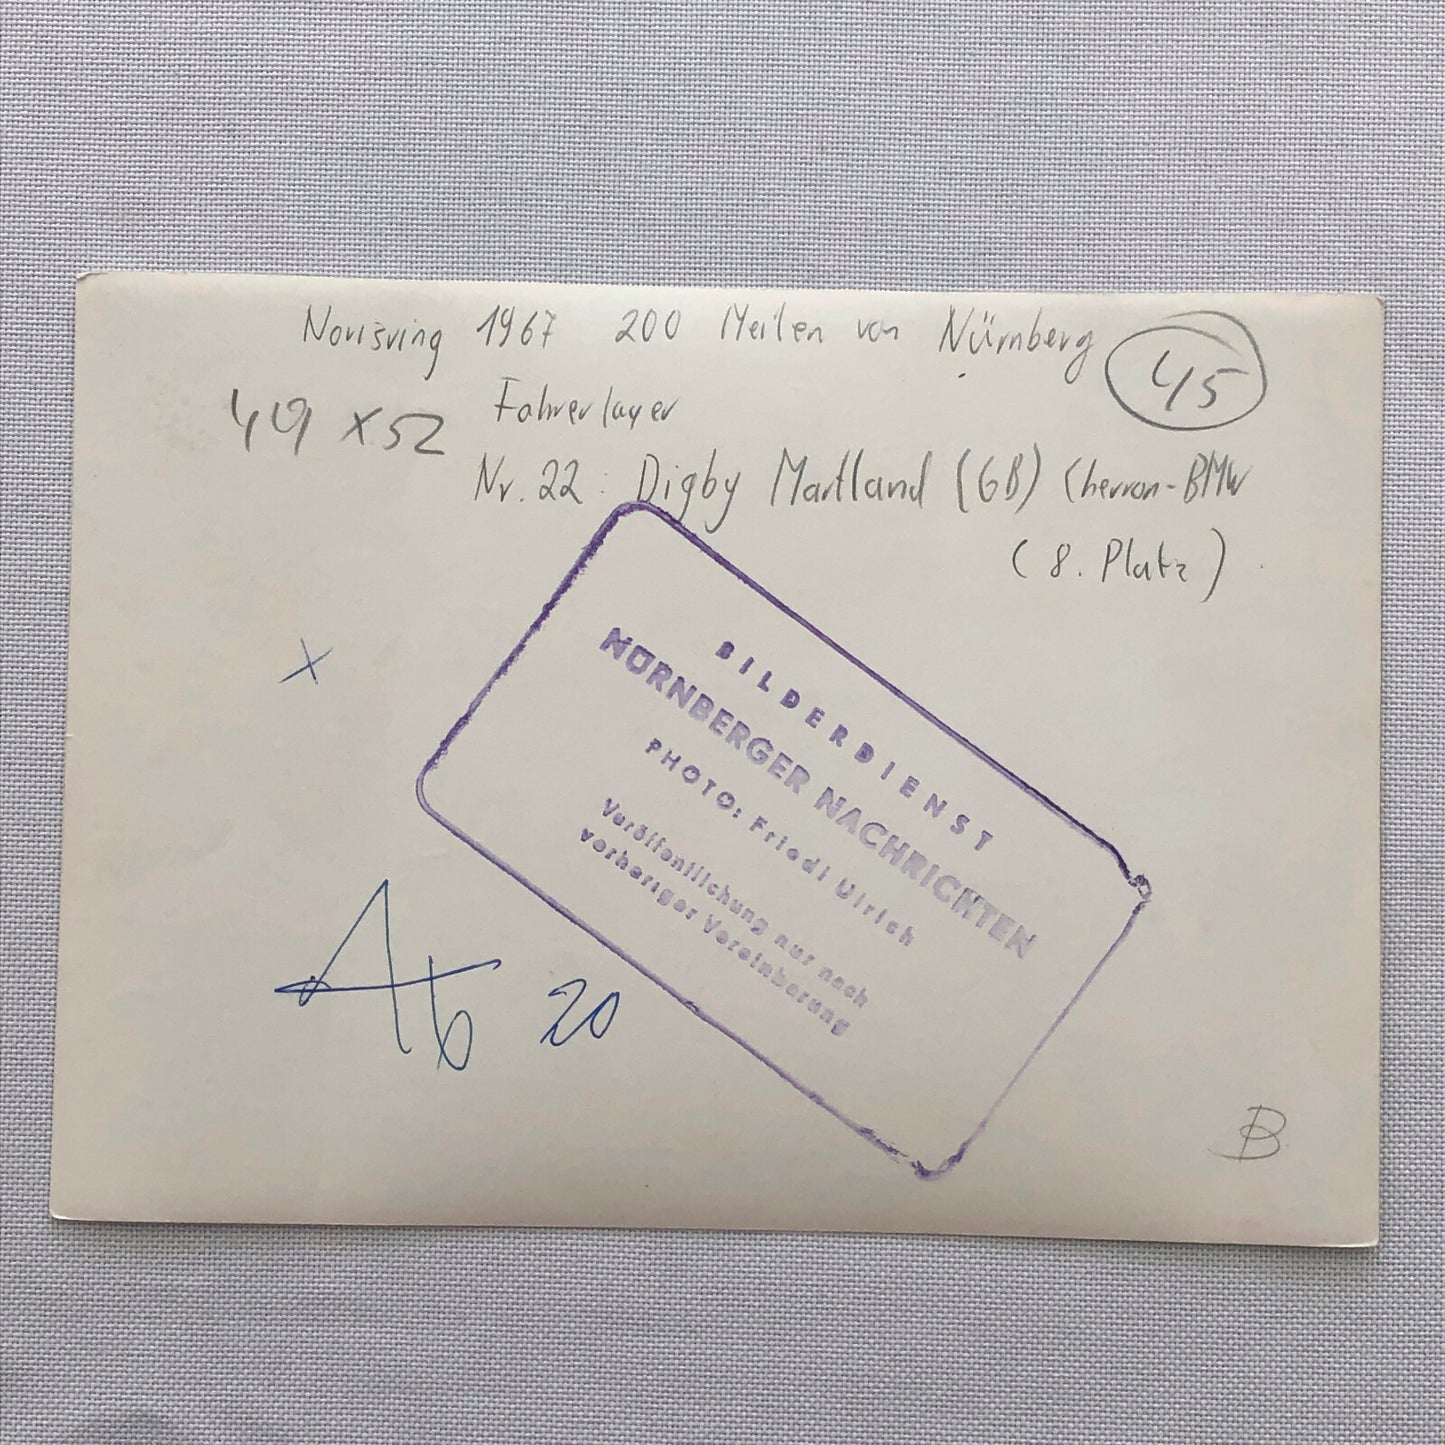 Norisring 1967 200 Meilen von Nürnberg
45
49 x 52
Fahrerlager
Nr. 22: Digby Martland (GB) Chevron-BMW
(8. Platz)
BILDERDIENST
NÜRNBERGER NACHRICHTEN
PHOTO: Friedl Ulrich
Veröffentlichung nur nach
vorheriger Vereinbarung
x
Ab 20
B